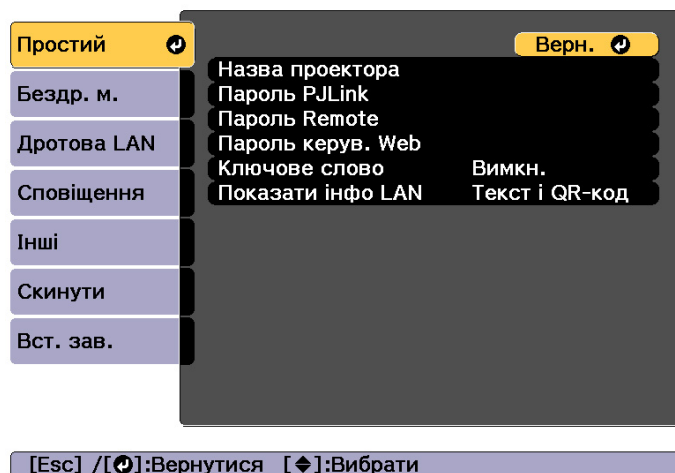 Простий
Верн.
Назва проектора
Пароль PJLink
Бездр. м.
Пароль Remote
Дротова LAN
Пароль керув. Web
Ключове слово Вимкн.
Сповіщення
Показати інфо LAN Текст і QR-код
Інші
Скинути
Вст. зав.
[Esc] /[⏎]:Вернутися [◆]:Вибрати